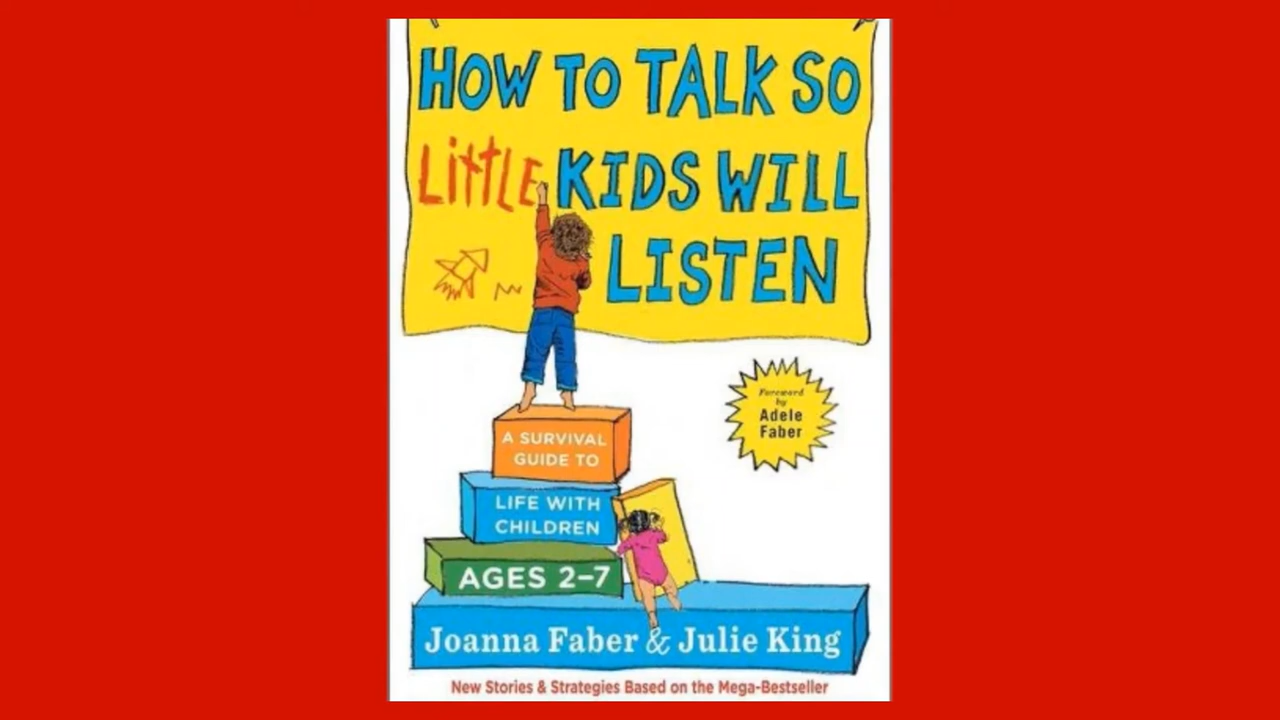 HOW TO TALK SO
LiTTLE KIDS WILL
LISTEN
Foreword
by
Adele
Faber
A SURVIVAL
GUIDE TO
LIFE WITH
CHILDREN
AGES 2–7
Joanna Faber & Julie King
New Stories & Strategies Based on the Mega-Bestseller